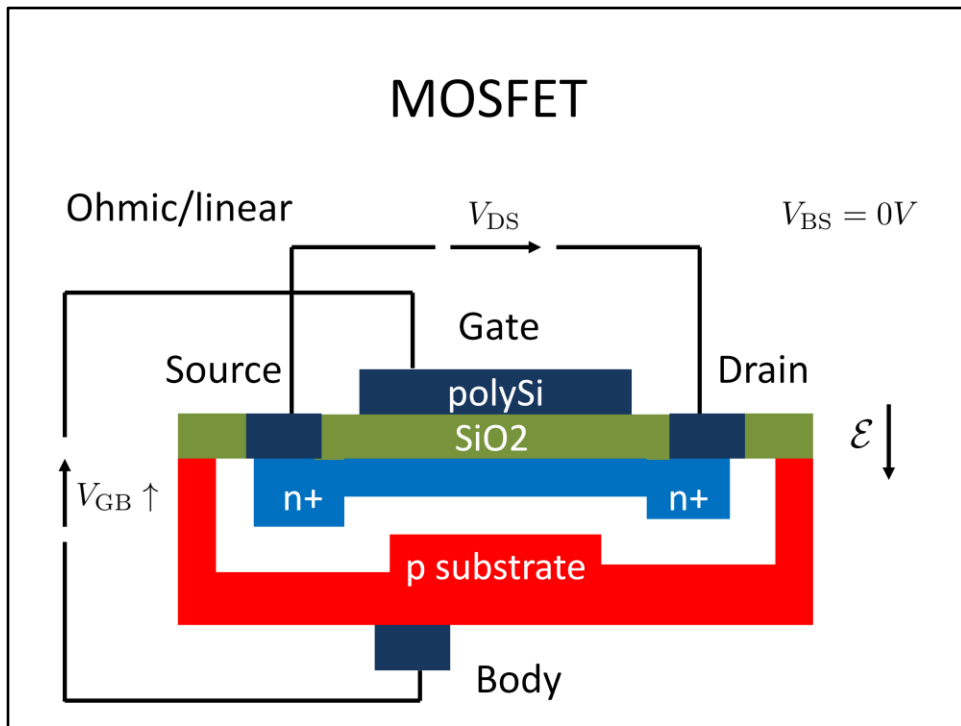 MOSFET
Ohmic/linear
V_DS
V_BS = 0V
Gate
Source
Drain
polySi
SiO2
ℰ
n+
n+
V_GB ↑
p substrate
Body